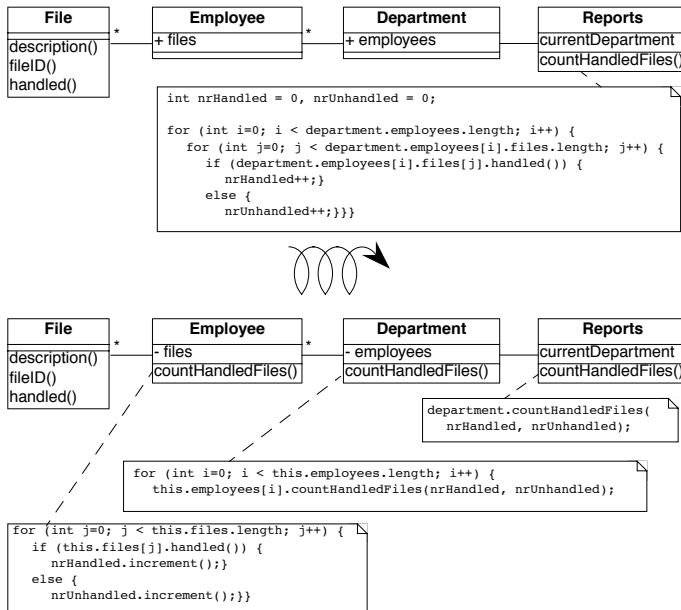 File Employee Department Reports
* *
+ files + employees currentDepartment
description() countHandledFiles()
fileID()
handled()
int nrHandled = 0, nrUnhandled = 0;
for (int i=0; i < department.employees.length; i++) {
for (int j=0; j < department.employees[i].files.length; j++) {
if (department.employees[i].files[j].handled()) {
nrHandled++;}
else {
nrUnhandled++;}}}
File Employee Department Reports
* *
- files - employees currentDepartment
description() countHandledFiles() countHandledFiles() countHandledFiles()
fileID()
handled()
department.countHandledFiles(
nrHandled, nrUnhandled);
for (int i=0; i < this.employees.length; i++) {
this.employees[i].countHandledFiles(nrHandled, nrUnhandled);
for (int j=0; j < this.files.length; j++) {
if (this.files[j].handled()) {
nrHandled.increment();}
else {
nrUnhandled.increment();}}